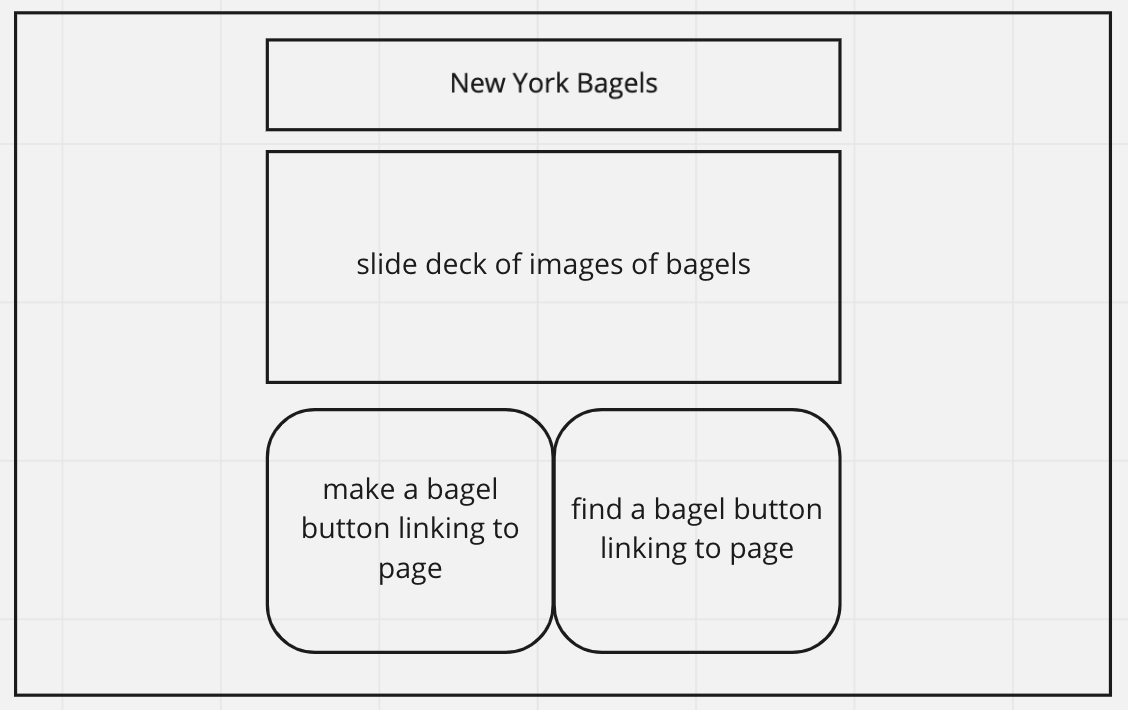 New York Bagels
slide deck of images of bagels
make a bagel
button linking to
page
find a bagel button
linking to page